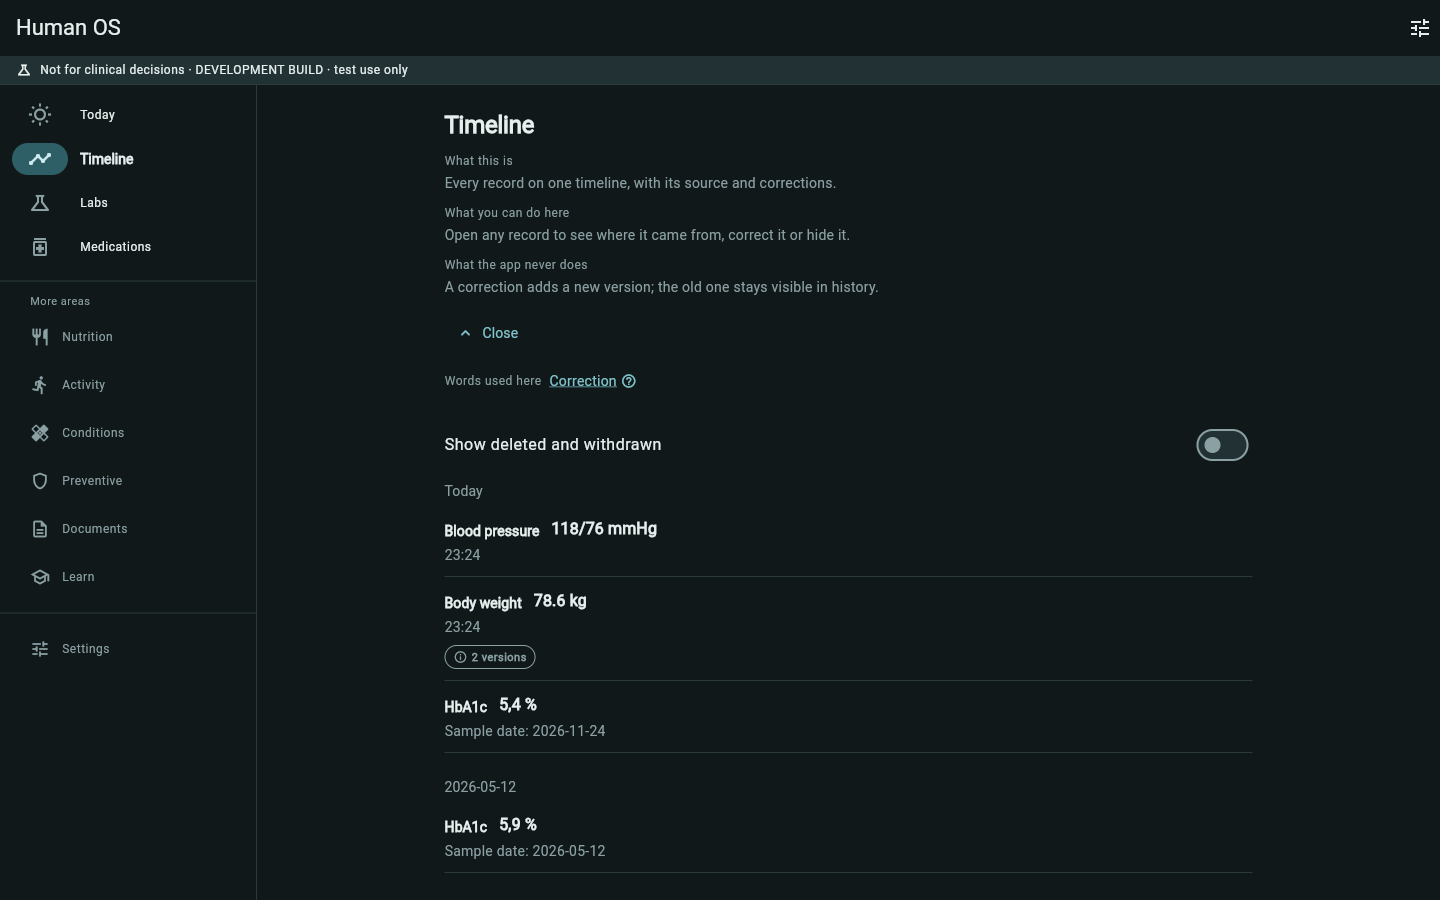 Human OS
Not for clinical decisions · DEVELOPMENT BUILD · test use only
Today
Timeline
Labs
Medications
More areas
Nutrition
Activity
Conditions
Preventive
Documents
Learn
Settings
Timeline
What this is
Every record on one timeline, with its source and corrections.
What you can do here
Open any record to see where it came from, correct it or hide it.
What the app never does
A correction adds a new version; the old one stays visible in history.
Close
Words used here Correction
Show deleted and withdrawn
Today
Blood pressure 118/76 mmHg
23:24
Body weight 78.6 kg
23:24
2 versions
HbA1c 5,4 %
Sample date: 2026-11-24
2026-05-12
HbA1c 5,9 %
Sample date: 2026-05-12